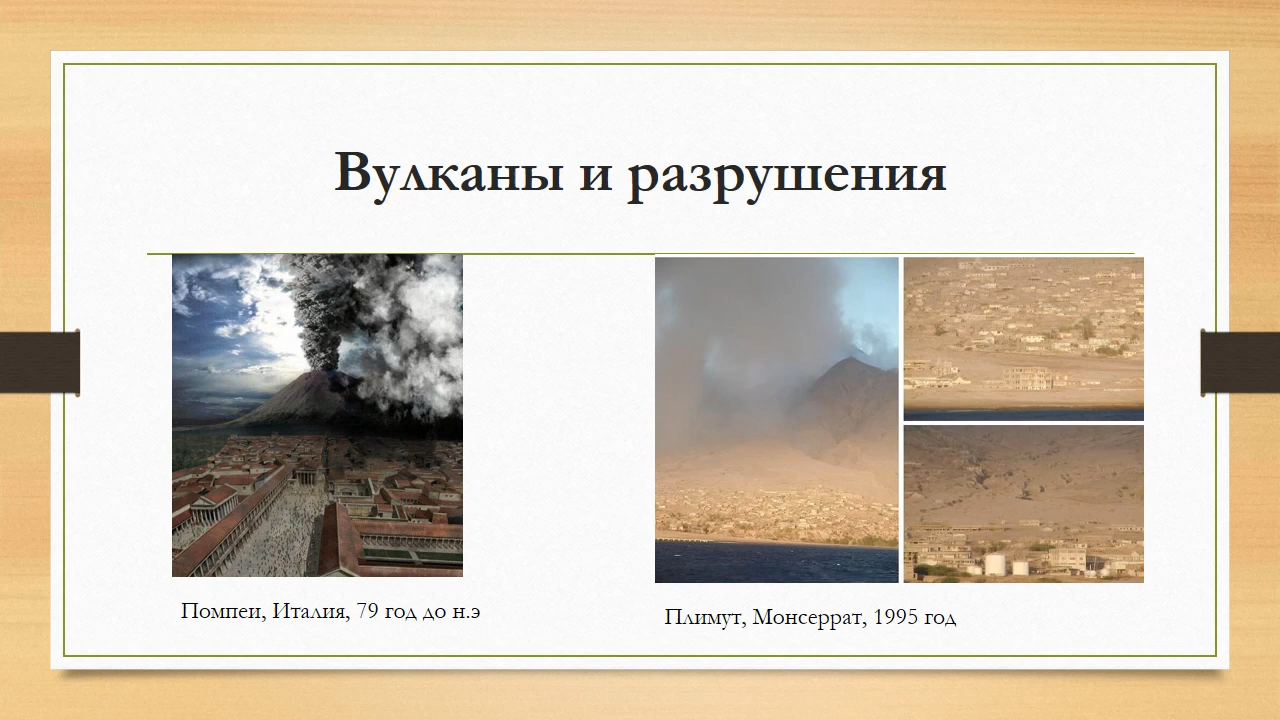 Вулканы и разрушения
Помпеи, Италия, 79 год до н.э
Плимут, Монсеррат, 1995 год